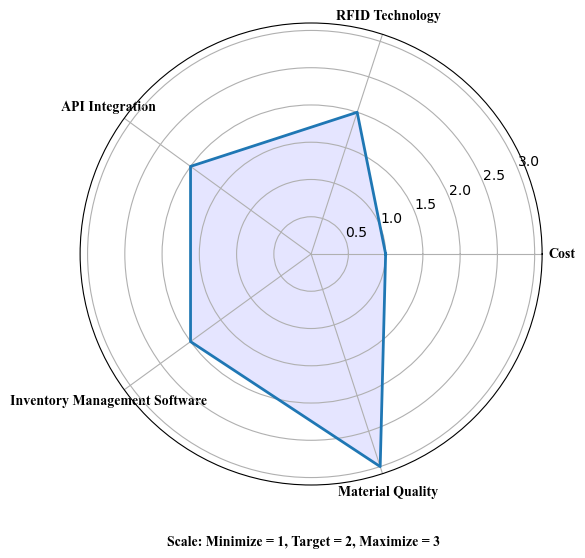 RFID Technology
API Integration
3.0
2.5
2.0
1.5
1.0
0.5
Cost
Inventory Management Software
Material Quality
Scale: Minimize = 1, Target = 2, Maximize = 3